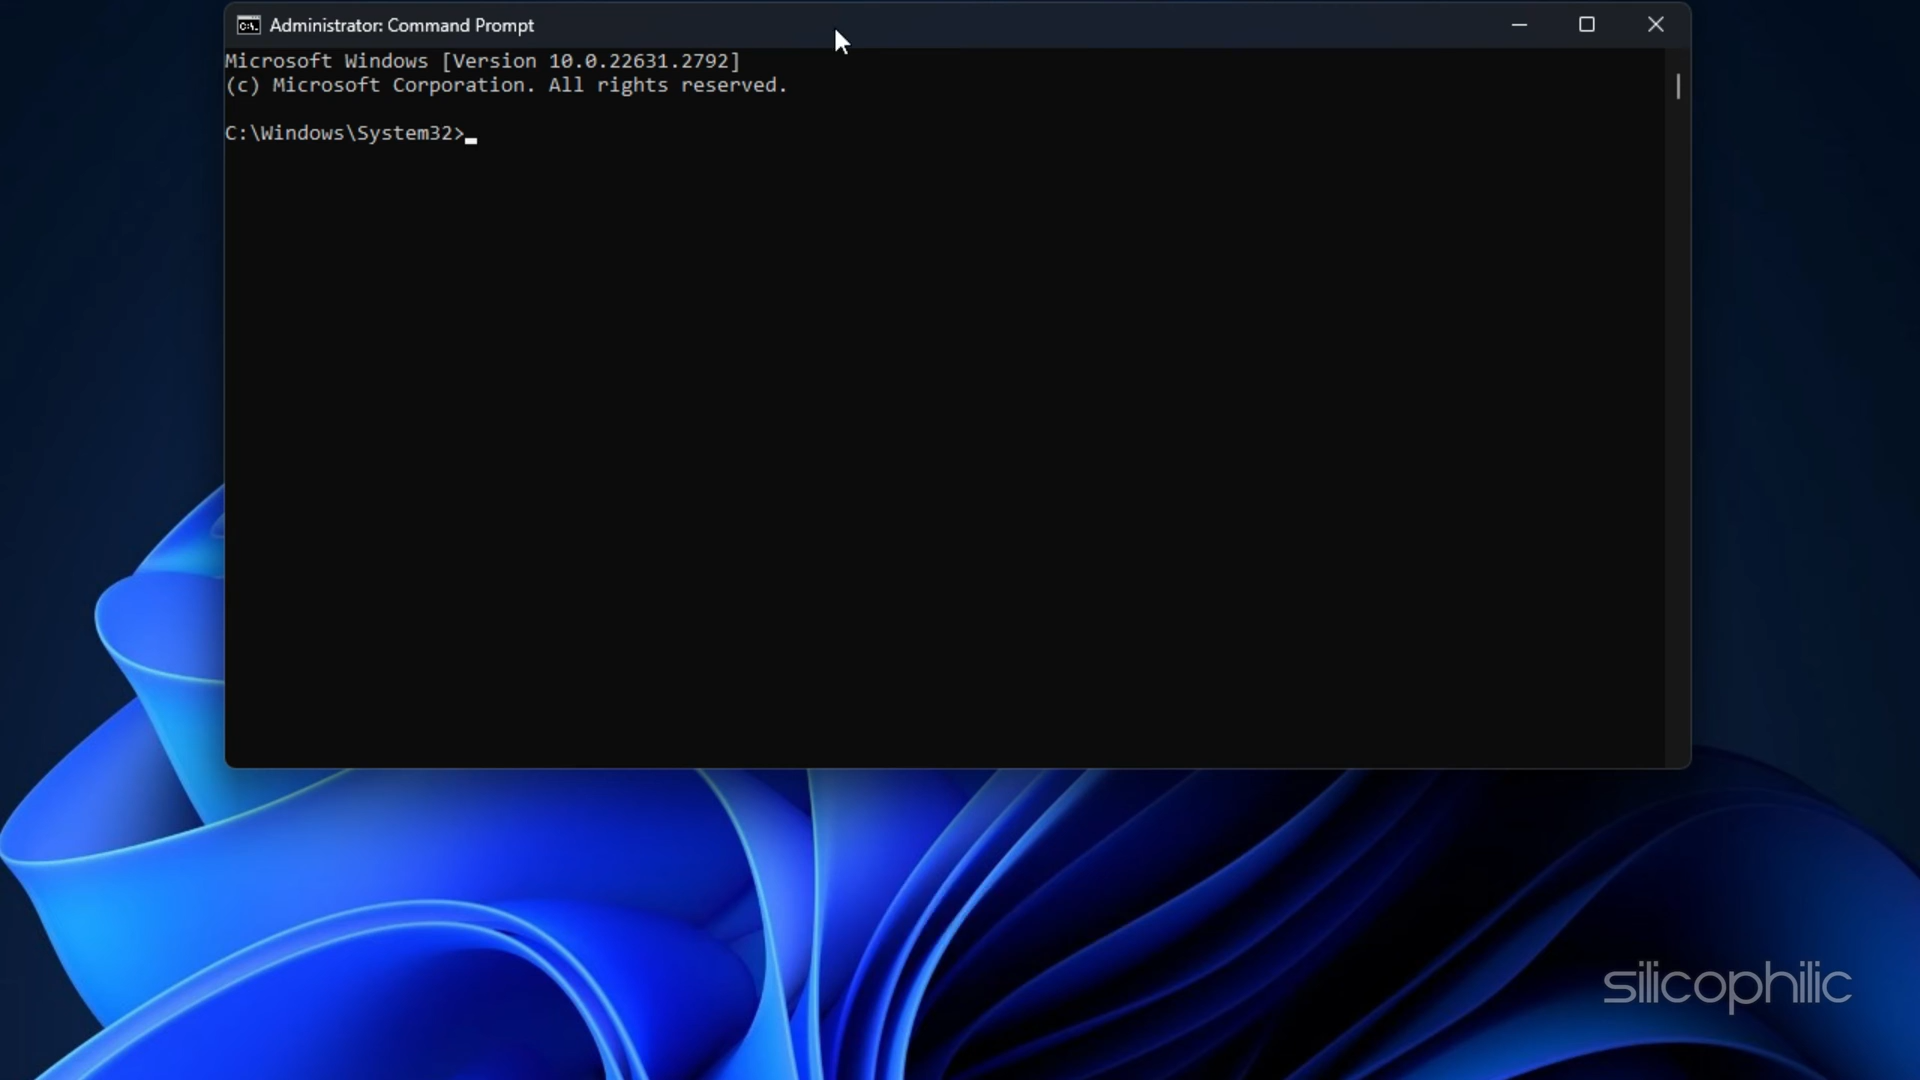 Administrator: Command Prompt
Microsoft Windows [Version 10.0.22631.2792]
(c) Microsoft Corporation. All rights reserved.
C:\Windows\System32>
silicophilic